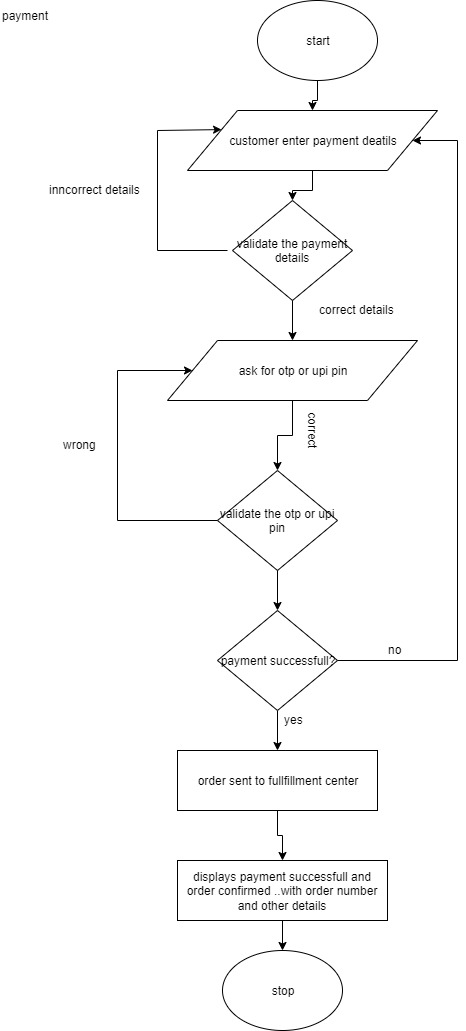 payment
start
customer enter payment deatils
inncorrect details
validate the payment
details
correct details
ask for otp or upi pin
correct
wrong
validate the otp or upi
pin
payment successfull?
no
yes
order sent to fullfillment center
displays payment successfull and
order confirmed ..with order number
and other details
stop